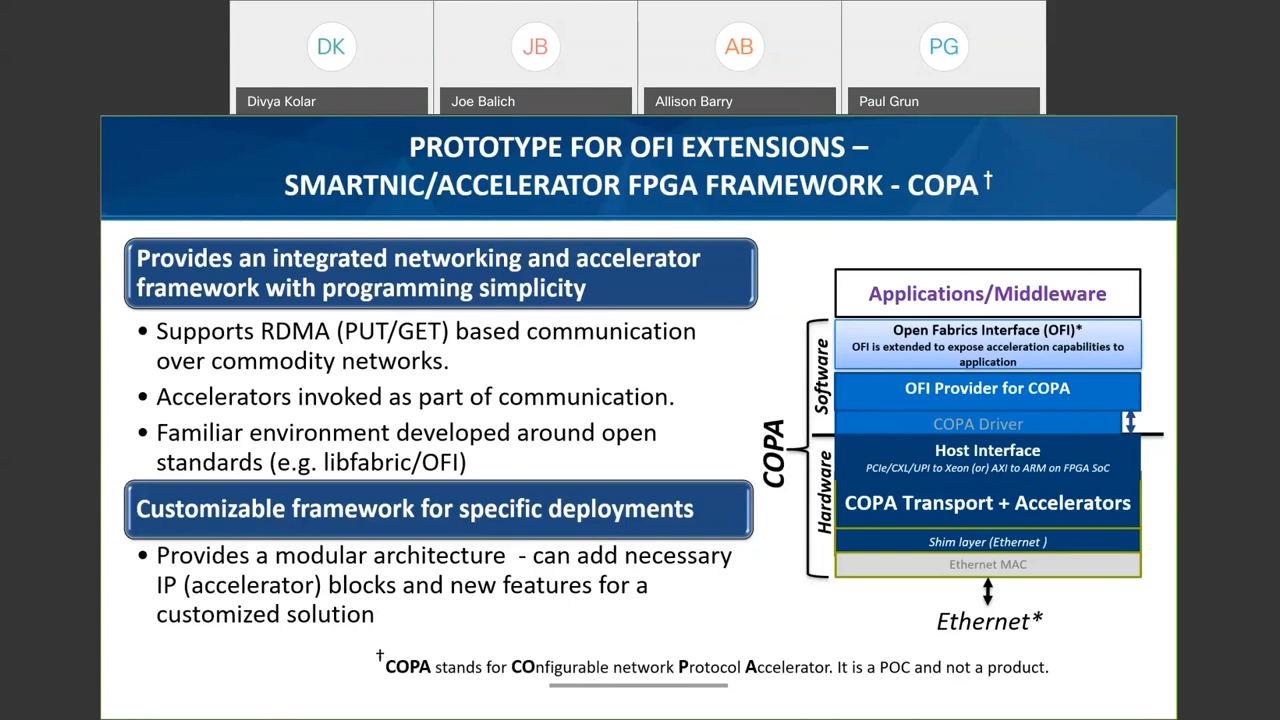 DK
JB
AB
PG
Divya Kolar
Joe Balich
Allison Barry
Paul Grun
PROTOTYPE FOR OFI EXTENSIONS –
SMARTNIC/ACCELERATOR FPGA FRAMEWORK - COPA†
Provides an integrated networking and accelerator
framework with programming simplicity
• Supports RDMA (PUT/GET) based communication
over commodity networks.
• Accelerators invoked as part of communication.
• Familiar environment developed around open
standards (e.g. libfabric/OFI)
Customizable framework for specific deployments
• Provides a modular architecture - can add necessary
IP (accelerator) blocks and new features for a
customized solution
COPA
Software
Hardware
Applications/Middleware
Open Fabrics Interface (OFI)*
OFI is extended to expose acceleration capabilities to
application
OFI Provider for COPA
COPA Driver
Host Interface
PCIe/CXL/UPI to Xeon (or) AXI to ARM on FPGA SoC
COPA Transport + Accelerators
Shim layer (Ethernet )
Ethernet MAC
Ethernet*
†COPA stands for COnfigurable network Protocol Accelerator. It is a POC and not a product.